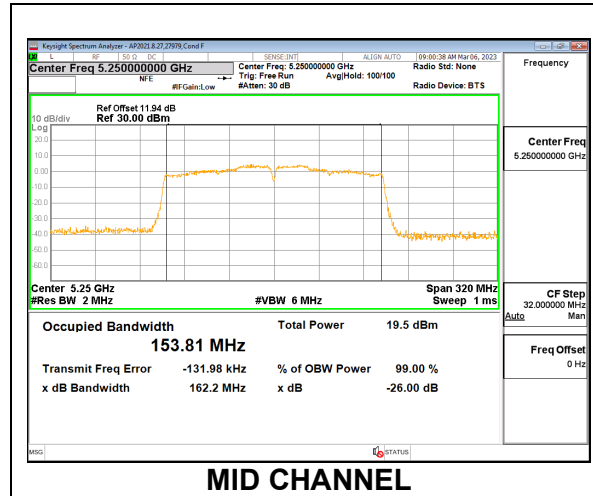 Keysight Spectrum Analyzer - AP2021.8.27,27979,Cond F
L RF 50 Ω DC SENSE:INT ALIGN AUTO 09:00:38 AM Mar 06, 2023
Center Freq 5.250000000 GHz Center Freq: 5.250000000 GHz Radio Std: None
NFE Trig: Free Run Avg|Hold: 100/100
#IFGain:Low #Atten: 30 dB Radio Device: BTS
Frequency
Ref Offset 11.94 dB
10 dB/div Ref 30.00 dBm
Log
20.0
10.0
0.00
-10.0
-20.0
-30.0
-40.0
-50.0
-60.0
Center 5.25 GHz Span 320 MHz
#Res BW 2 MHz #VBW 6 MHz Sweep 1 ms
Center Freq
5.250000000 GHz
CF Step
32.000000 MHz
Auto Man
Freq Offset
0 Hz
Occupied Bandwidth Total Power 19.5 dBm
153.81 MHz
Transmit Freq Error -131.98 kHz % of OBW Power 99.00 %
x dB Bandwidth 162.2 MHz x dB -26.00 dB
MSG STATUS
MID CHANNEL